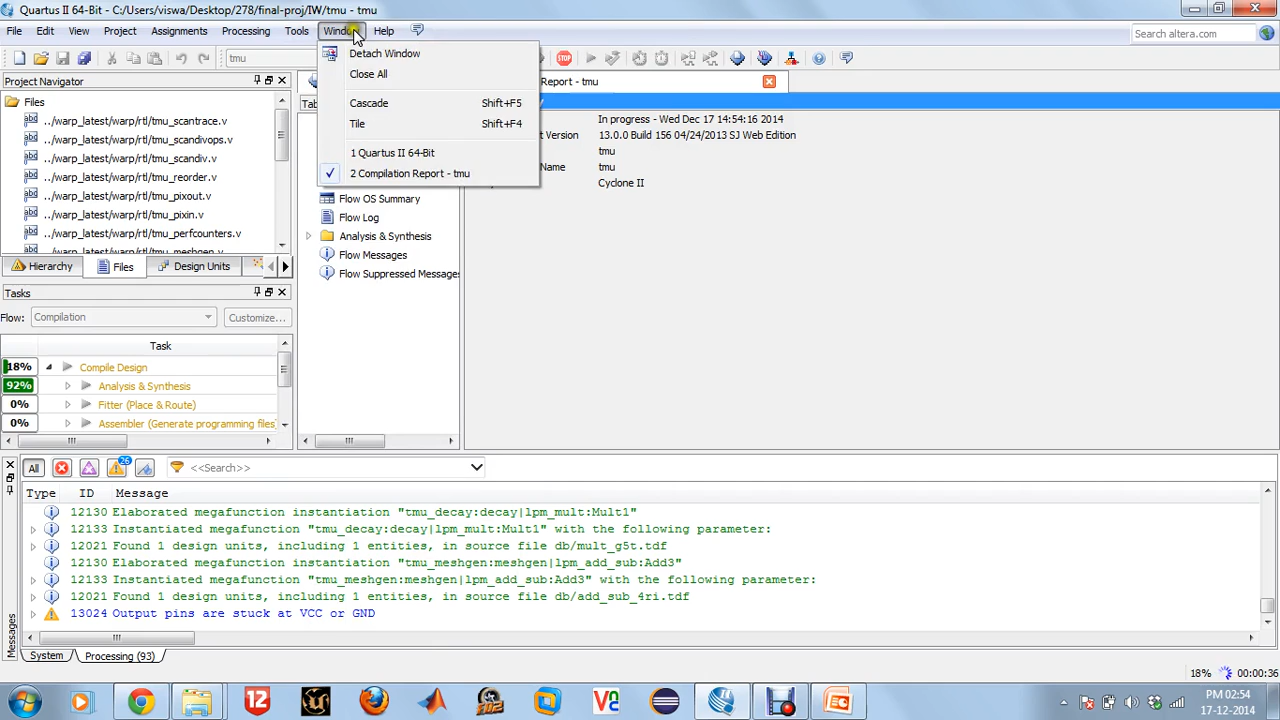 Quartus II 64-Bit - C:/Users/viswa/Desktop/278/final-proj/IW/tmu - tmu
File Edit View Project Assignments Processing Tools Window Help
Search altera.com
tmu
Detach Window
Close All
Cascade Shift+F5
Tile Shift+F4
1 Quartus II 64-Bit
2 Compilation Report - tmu
Project Navigator
Files
../warp_latest/warp/rtl/tmu_scantrace.v
../warp_latest/warp/rtl/tmu_scandivops.v
../warp_latest/warp/rtl/tmu_scandiv.v
../warp_latest/warp/rtl/tmu_reorder.v
../warp_latest/warp/rtl/tmu_pixout.v
../warp_latest/warp/rtl/tmu_pixin.v
../warp_latest/warp/rtl/tmu_perfcounters.v
../warp_latest/warp/rtl/tmu_meshgen.v
Hierarchy Files Design Units
Report - tmu
In progress - Wed Dec 17 14:54:16 2014
Version 13.0.0 Build 156 04/24/2013 SJ Web Edition
tmu
Name tmu
Cyclone II
Flow OS Summary
Flow Log
Analysis & Synthesis
Flow Messages
Flow Suppressed Messages
Tasks
Flow: Compilation Customize...
Task
18% Compile Design
92% Analysis & Synthesis
0% Fitter (Place & Route)
0% Assembler (Generate programming files)
All 26 <<Search>>
Type ID Message
12130 Elaborated megafunction instantiation "tmu_decay:decay|lpm_mult:Mult1"
12133 Instantiated megafunction "tmu_decay:decay|lpm_mult:Mult1" with the following parameter:
12021 Found 1 design units, including 1 entities, in source file db/mult_g5t.tdf
12130 Elaborated megafunction instantiation "tmu_meshgen:meshgen|lpm_add_sub:Add3"
12133 Instantiated megafunction "tmu_meshgen:meshgen|lpm_add_sub:Add3" with the following parameter:
12021 Found 1 design units, including 1 entities, in source file db/add_sub_4ri.tdf
13024 Output pins are stuck at VCC or GND
Messages
System Processing (93)
18% 00:00:36
PM 02:54
17-12-2014